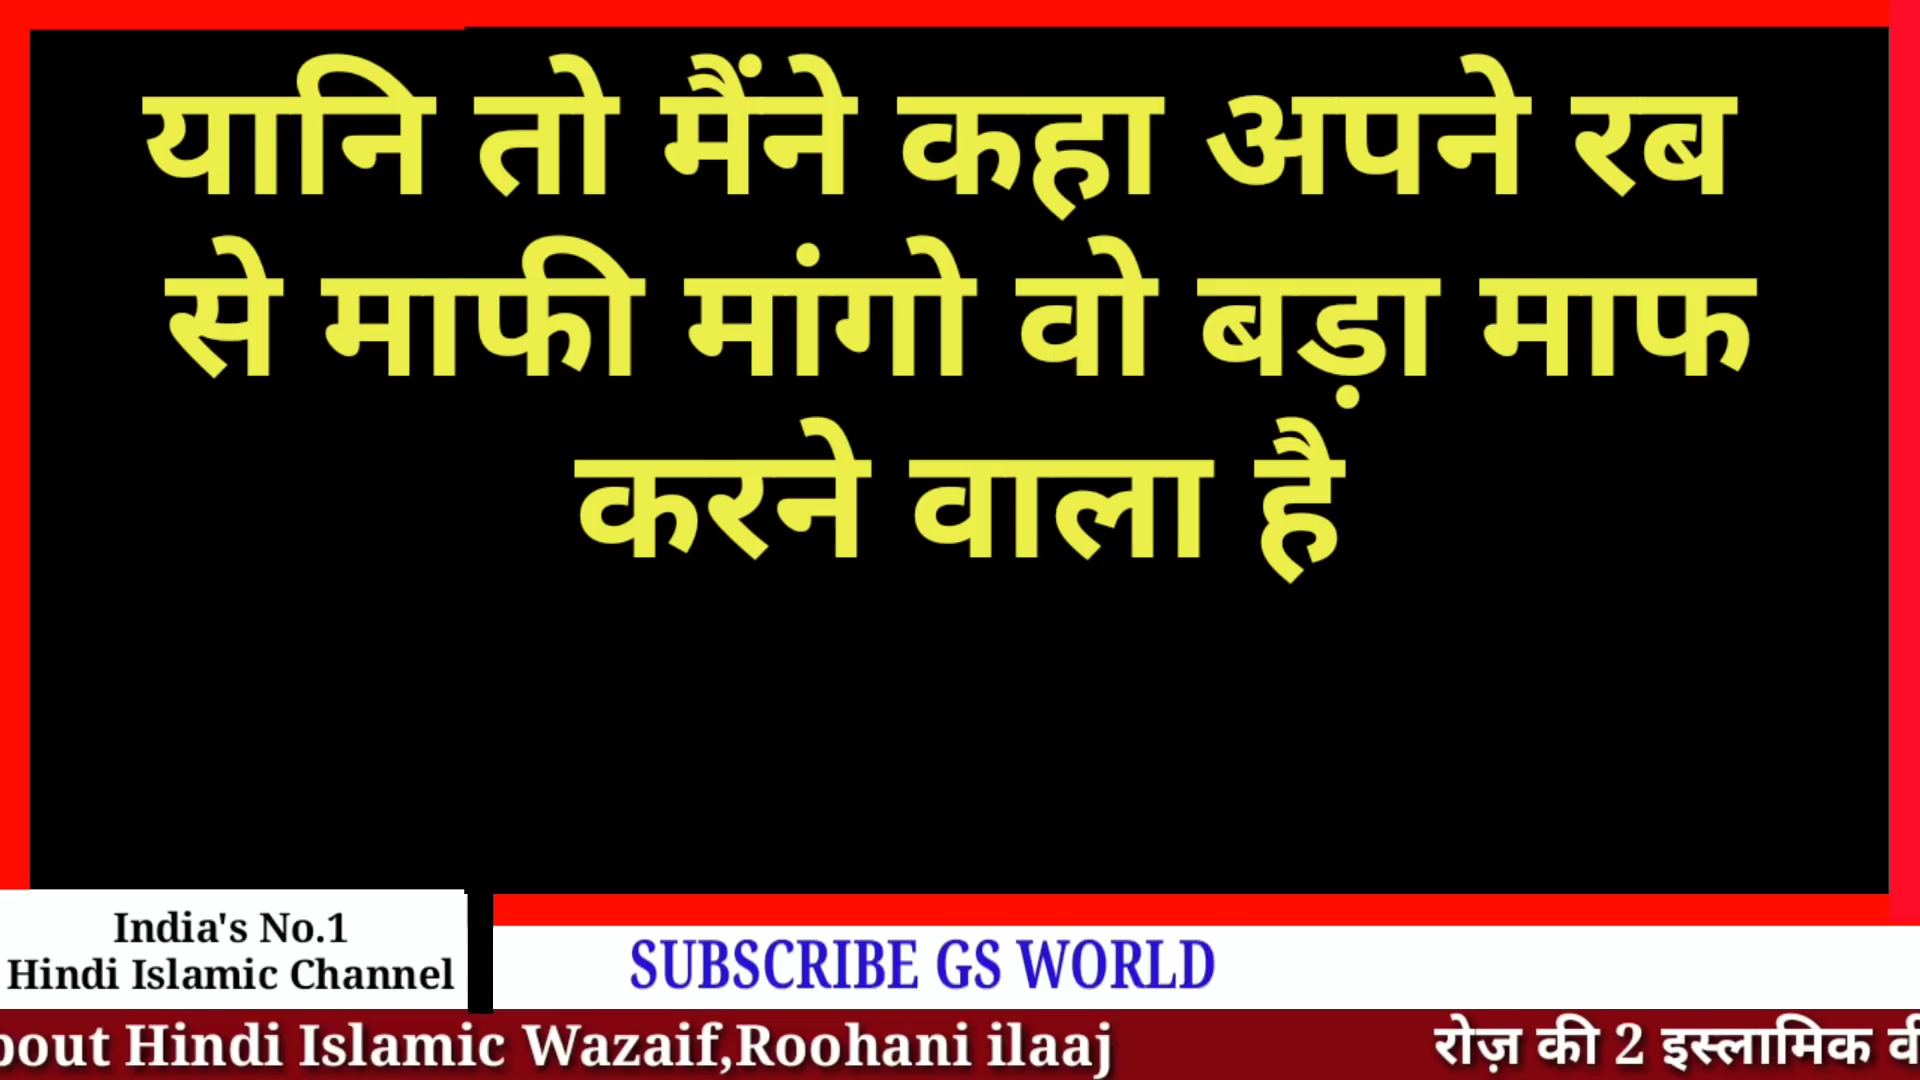 यानि तो मैंने कहा अपने रब
से माफी मांगो वो बड़ा माफ
करने वाला है
India's No.1
Hindi Islamic Channel
SUBSCRIBE GS WORLD
Hindi Islamic Wazaif,Roohani ilaaj
रोज़ की 2 इस्लामिक